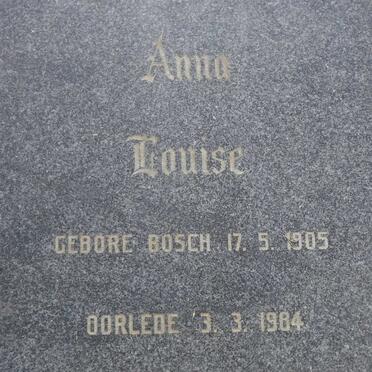 Anna
Louise
GEBORE BOSCH 17. 5. 1905
OORLEDE 3. 3. 1984